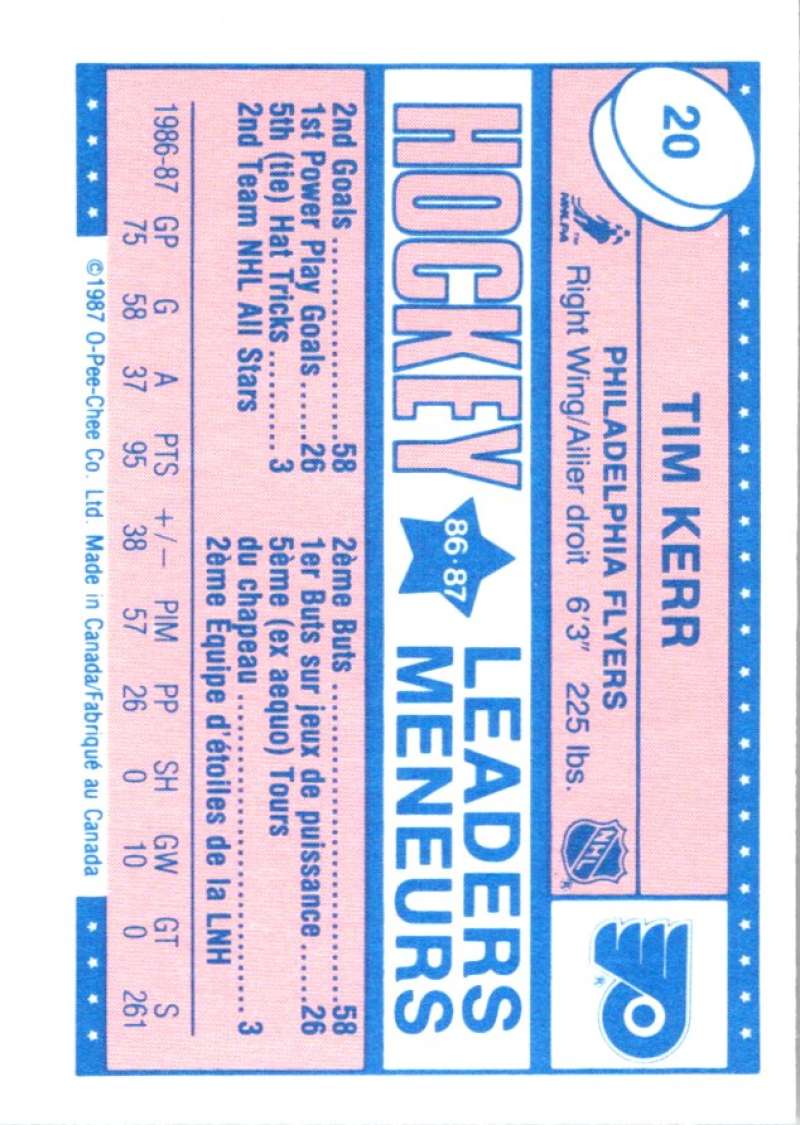 20
TIM KERR
PHILADELPHIA FLYERS
NHLPA™ Right Wing/Ailier droit 6'3" 225 lbs.
NHL ®
®
HOCKEY 86·87 LEADERS
MENEURS
2nd Goals ....................58
1st Power Play Goals ......26
5th (tie) Hat Tricks ......... 3
2nd Team NHL All Stars
2ème Buts ......................................58
1er Buts sur jeux de puissance ......26
5ème (ex aequo) Tours
du chapeau .................................... 3
2ème Équipe d'étoiles de la LNH
1986-87 GP G A PTS +/− PIM PP SH GW GT S
75 58 37 95 38 57 26 0 10 0 261
©1987 O-Pee-Chee Co. Ltd. Made in Canada/Fabriqué au Canada